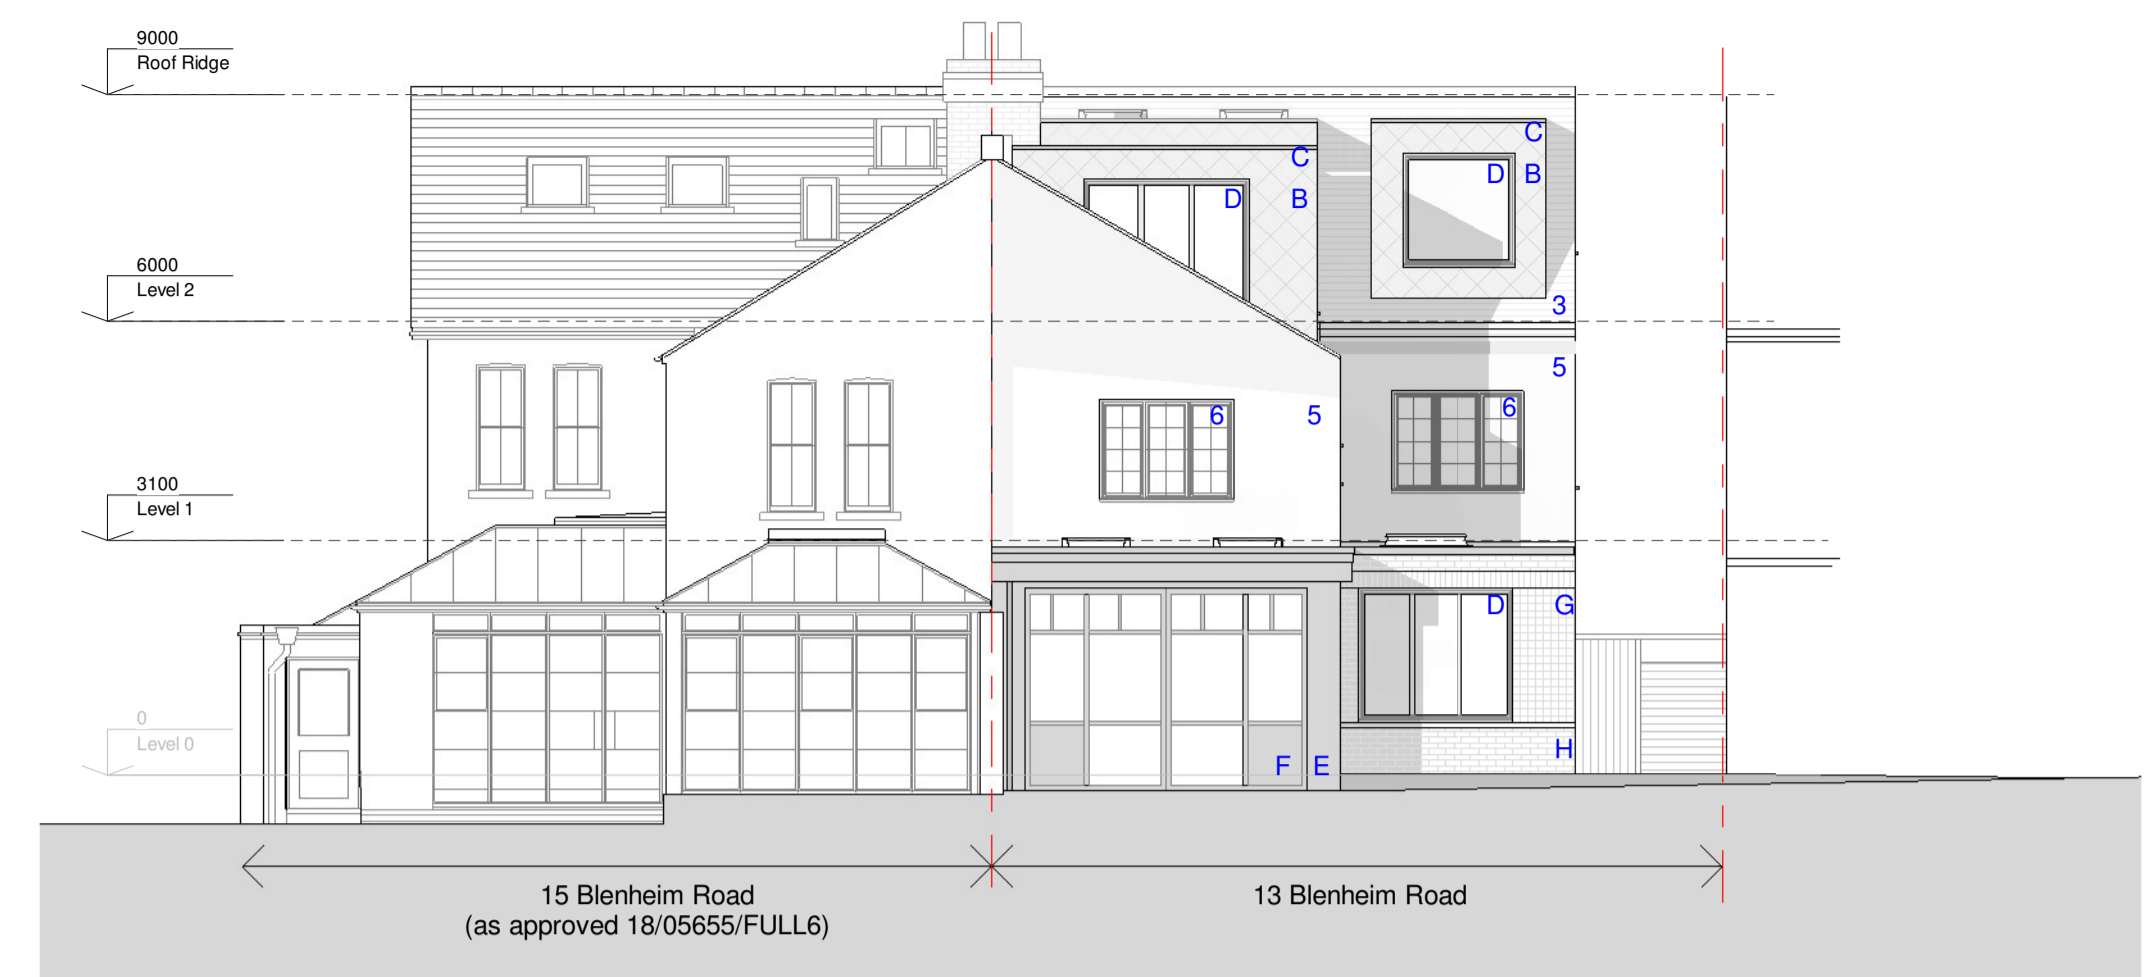 9000
Roof Ridge
C
C
D
B
D
B
6000
Level 2
3
5
6
5
6
3100
Level 1
D
G
0
Level 0
H
F
E
15 Blenheim Road
(as approved 18/05655/FULL6)
13 Blenheim Road